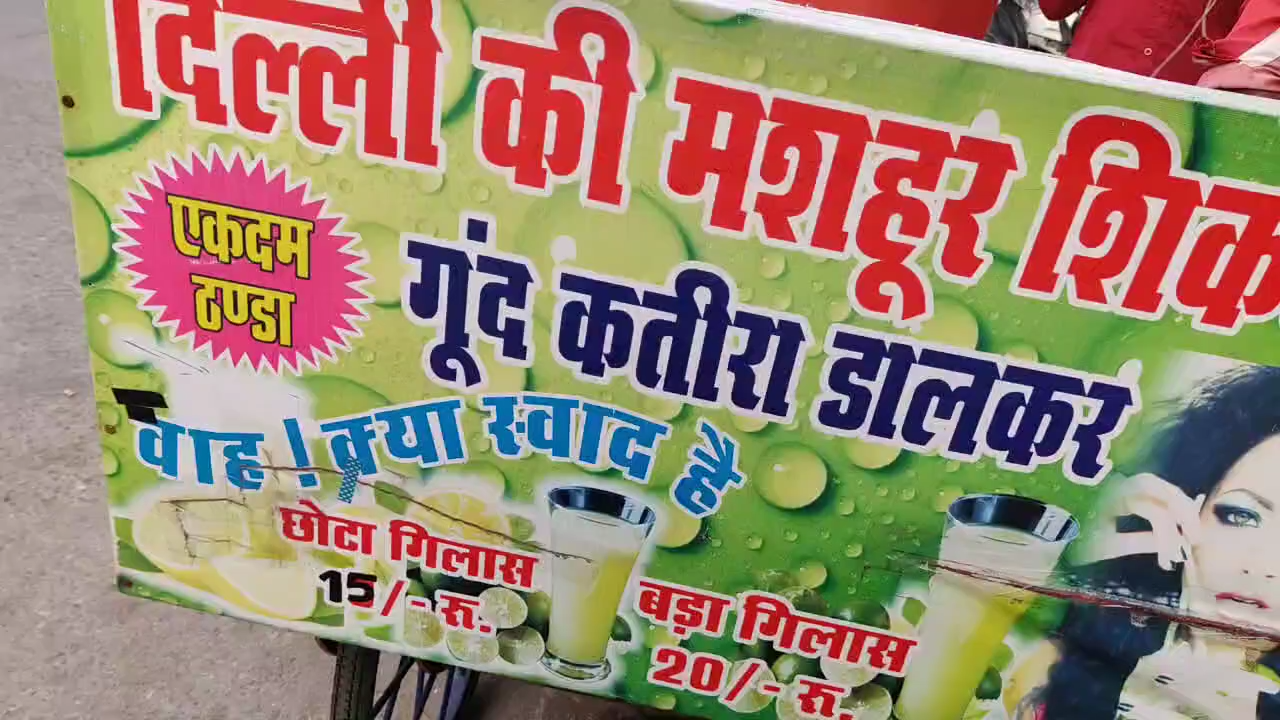 दिल्ली की मशहूर
एकदम
ठण्डा
गूंद कतीरा डालकर
वाह ! क्या स्वाद है
छोटा गिलास
15/- रू.
बड़ा गिलास
20/- रू.